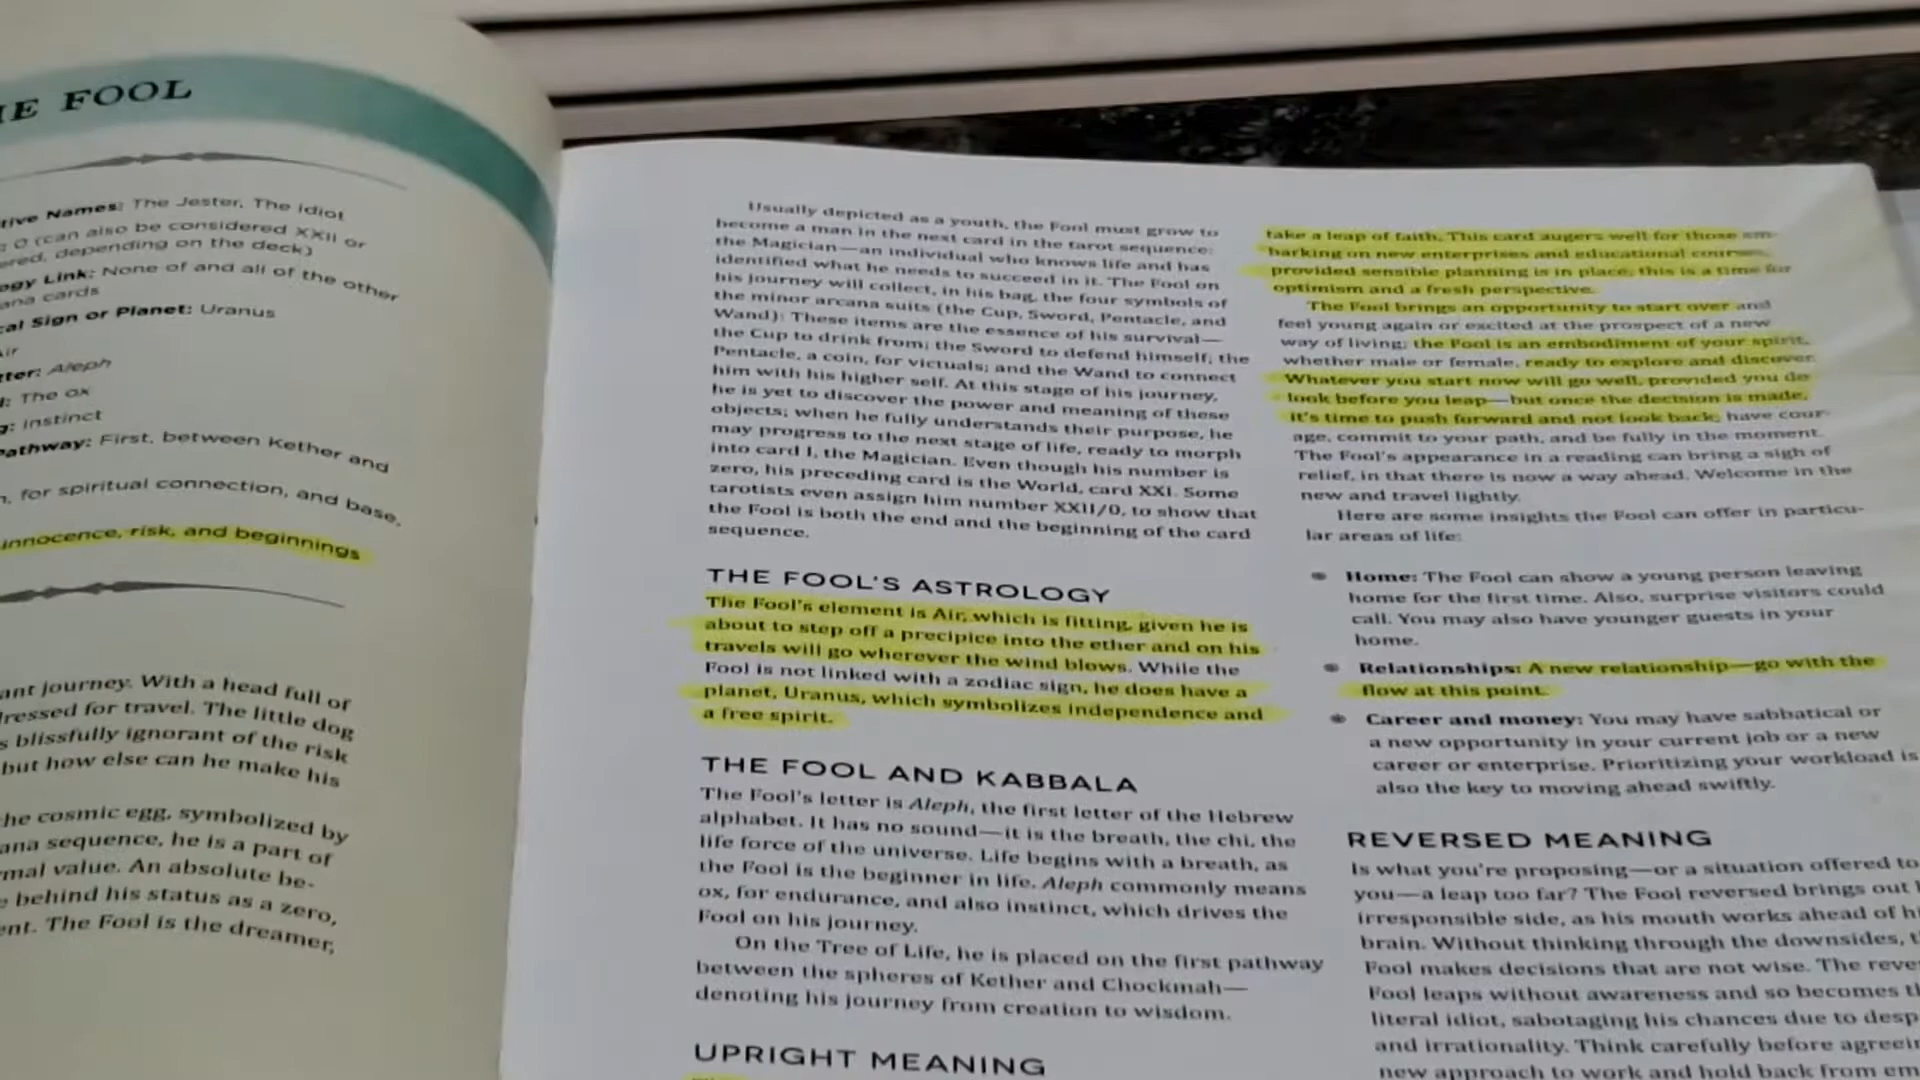 THE FOOL
tive Names: The Jester, The Idiot
: 0 (can also be considered XXII or
ered, depending on the deck)
ogy Link: None of and all of the other
ana cards
cal Sign or Planet: Uranus
Air
tter: Aleph
: The ox
g: Instinct
athway: First, between Kether and
n, for spiritual connection, and base,
innocence, risk, and beginnings
ant journey. With a head full of
dressed for travel. The little dog
s blissfully ignorant of the risk
but how else can he make his
he cosmic egg, symbolized by
ana sequence, he is a part of
rmal value. An absolute be-
e behind his status as a zero,
ent. The Fool is the dreamer,
Usually depicted as a youth, the Fool must grow to
become a man in the next card in the tarot sequence:
the Magician—an individual who knows life and has
identified what he needs to succeed in it. The Fool on
his journey will collect, in his bag, the four symbols of
the minor arcana suits (the Cup, Sword, Pentacle, and
Wand): These items are the essence of his survival—
the Cup to drink from; the Sword to defend himself; the
Pentacle, a coin, for victuals; and the Wand to connect
him with his higher self. At this stage of his journey,
he is yet to discover the power and meaning of these
objects; when he fully understands their purpose, he
may progress to the next stage of life, ready to morph
into card I, the Magician. Even though his number is
zero, his preceding card is the World, card XXI. Some
tarotists even assign him number XXII/0, to show that
the Fool is both the end and the beginning of the card
sequence.
THE FOOL'S ASTROLOGY
The Fool's element is Air, which is fitting, given he is
about to step off a precipice into the ether and on his
travels will go wherever the wind blows. While the
Fool is not linked with a zodiac sign, he does have a
planet, Uranus, which symbolizes independence and
a free spirit.
THE FOOL AND KABBALA
The Fool's letter is Aleph, the first letter of the Hebrew
alphabet. It has no sound—it is the breath, the chi, the
life force of the universe. Life begins with a breath, as
the Fool is the beginner in life. Aleph commonly means
ox, for endurance, and also instinct, which drives the
Fool on his journey.
On the Tree of Life, he is placed on the first pathway
between the spheres of Kether and Chockmah—
denoting his journey from creation to wisdom.
UPRIGHT MEANING
take a leap of faith. This card augers well for those em-
barking on new enterprises and educational courses,
provided sensible planning is in place; this is a time for
optimism and a fresh perspective.
The Fool brings an opportunity to start over and
feel young again or excited at the prospect of a new
way of living; the Fool is an embodiment of your spirit,
whether male or female, ready to explore and discover.
Whatever you start now will go well, provided you do
look before you leap—but once the decision is made,
it's time to push forward and not look back; have cour-
age, commit to your path, and be fully in the moment.
The Fool's appearance in a reading can bring a sigh of
relief, in that there is now a way ahead. Welcome in the
new and travel lightly.
Here are some insights the Fool can offer in particu-
lar areas of life:
Home: The Fool can show a young person leaving
home for the first time. Also, surprise visitors could
call. You may also have younger guests in your
home.
Relationships: A new relationship—go with the
flow at this point.
Career and money: You may have sabbatical or
a new opportunity in your current job or a new
career or enterprise. Prioritizing your workload is
also the key to moving ahead swiftly.
REVERSED MEANING
Is what you're proposing—or a situation offered to
you—a leap too far? The Fool reversed brings out
irresponsible side, as his mouth works ahead of hi
brain. Without thinking through the downsides, t
Fool makes decisions that are not wise. The reve
Fool leaps without awareness and so becomes th
literal idiot, sabotaging his chances due to desp
and irrationality. Think carefully before agreein
new approach to work and hold back from em